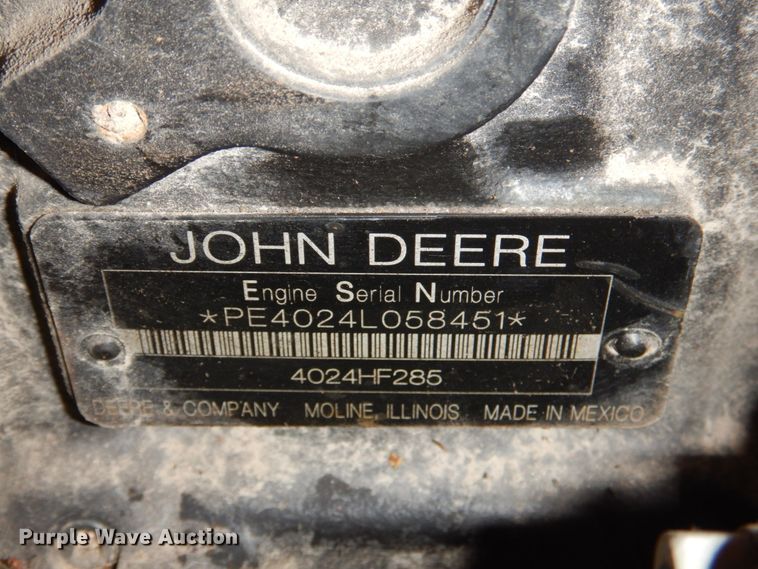 JOHN DEERE
Engine Serial Number
*PE4024L058451*
4024HF285
DEERE & COMPANY MOLINE, ILLINOIS MADE IN MEXICO
Purple Wave Auction